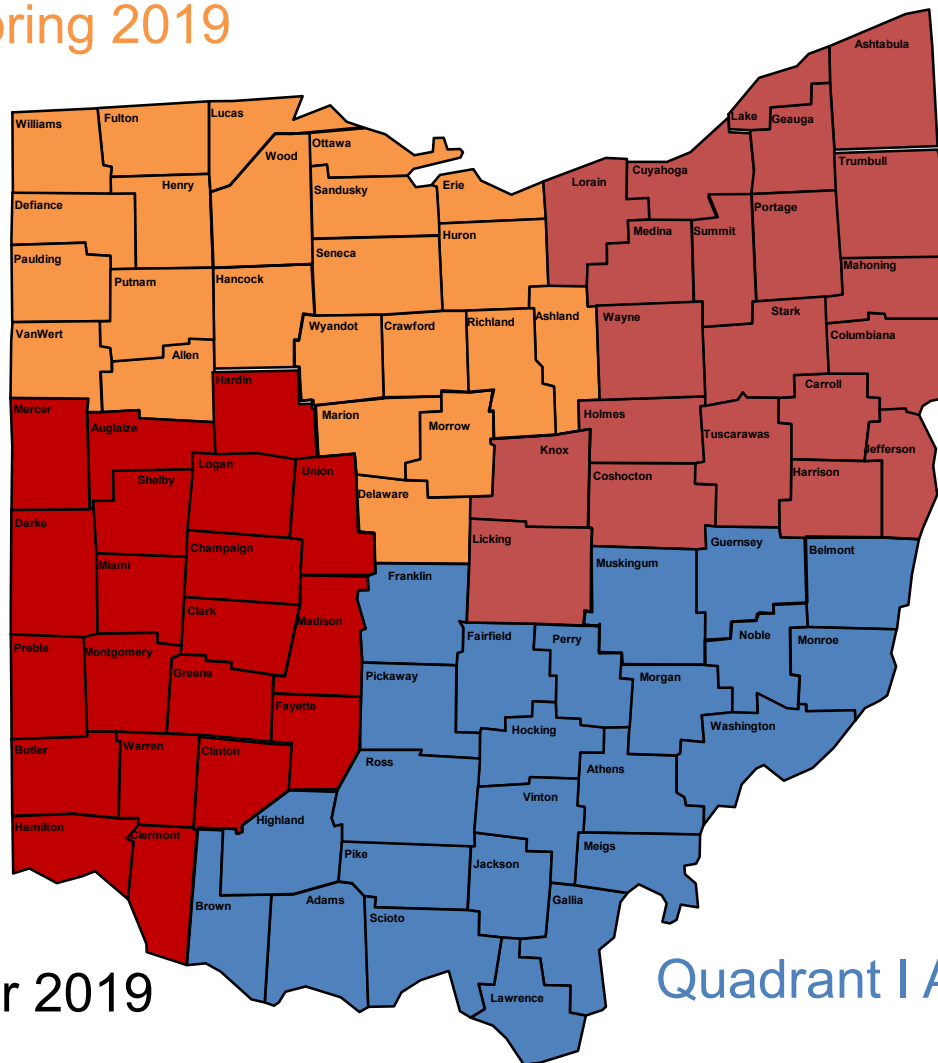 oring 2019
Ashtabula
Lake
Geauga
Williams
Fulton
Lucas
Wood
Ottawa
Cuyahoga
Trumbull
Henry
Sandusky
Erie
Lorain
Defiance
Portage
Huron
Medina
Summit
Paulding
Seneca
Mahoning
Putnam
Hancock
Stark
VanWert
Wyandot
Crawford
Richland
Ashland
Wayne
Columbiana
Allen
Hardin
Carroll
Mercer
Marion
Holmes
Auglaize
Morrow
Tuscarawas
Knox
Jefferson
Logan
Union
Shelby
Coshocton
Harrison
Delaware
Darke
Licking
Guernsey
Champaign
Belmont
Miami
Franklin
Muskingum
Clark
Madison
Fairfield
Perry
Noble
Monroe
Preble
Montgomery
Greene
Pickaway
Morgan
Fayette
Washington
Butler
Warren
Clinton
Hocking
Ross
Athens
Vinton
Hamilton
Clermont
Highland
Meigs
Pike
Jackson
Brown
Adams
Scioto
Gallia
r 2019
Quadrant I A
Lawrence